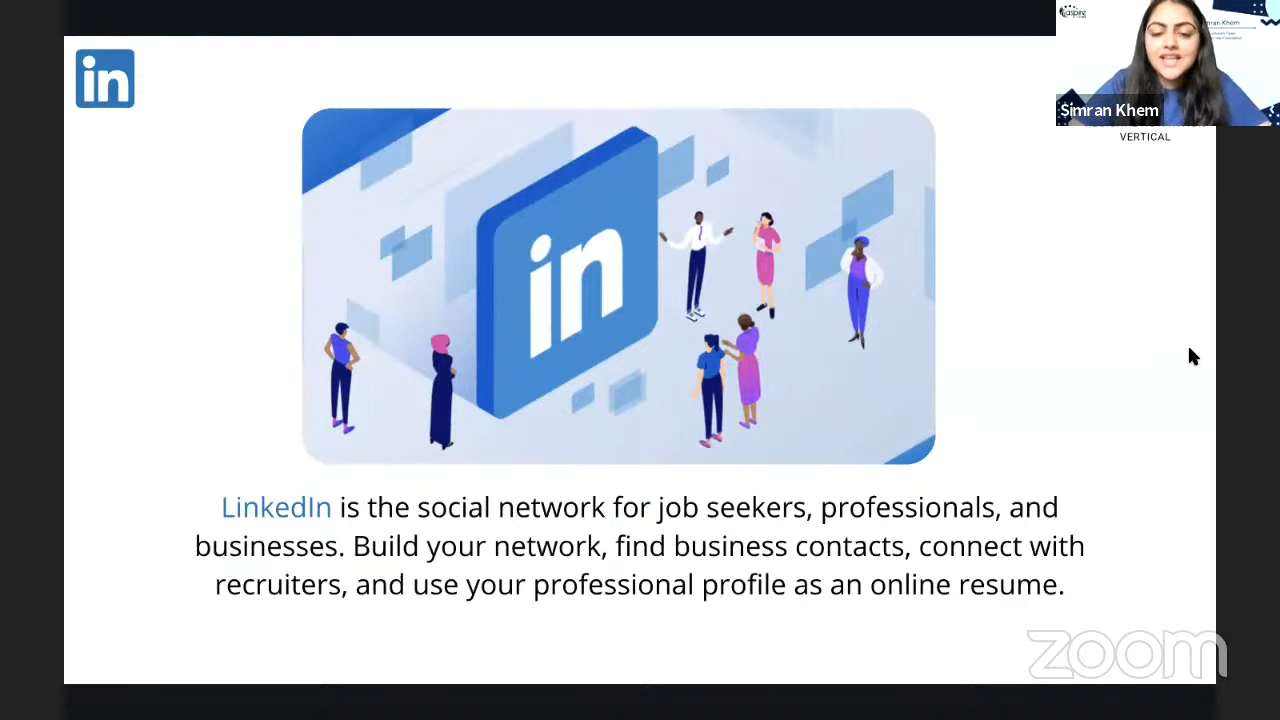 in
aspire
Simran Khem
VERTICAL
in
LinkedIn is the social network for job seekers, professionals, and
businesses. Build your network, find business contacts, connect with
recruiters, and use your professional profile as an online resume.
zoom